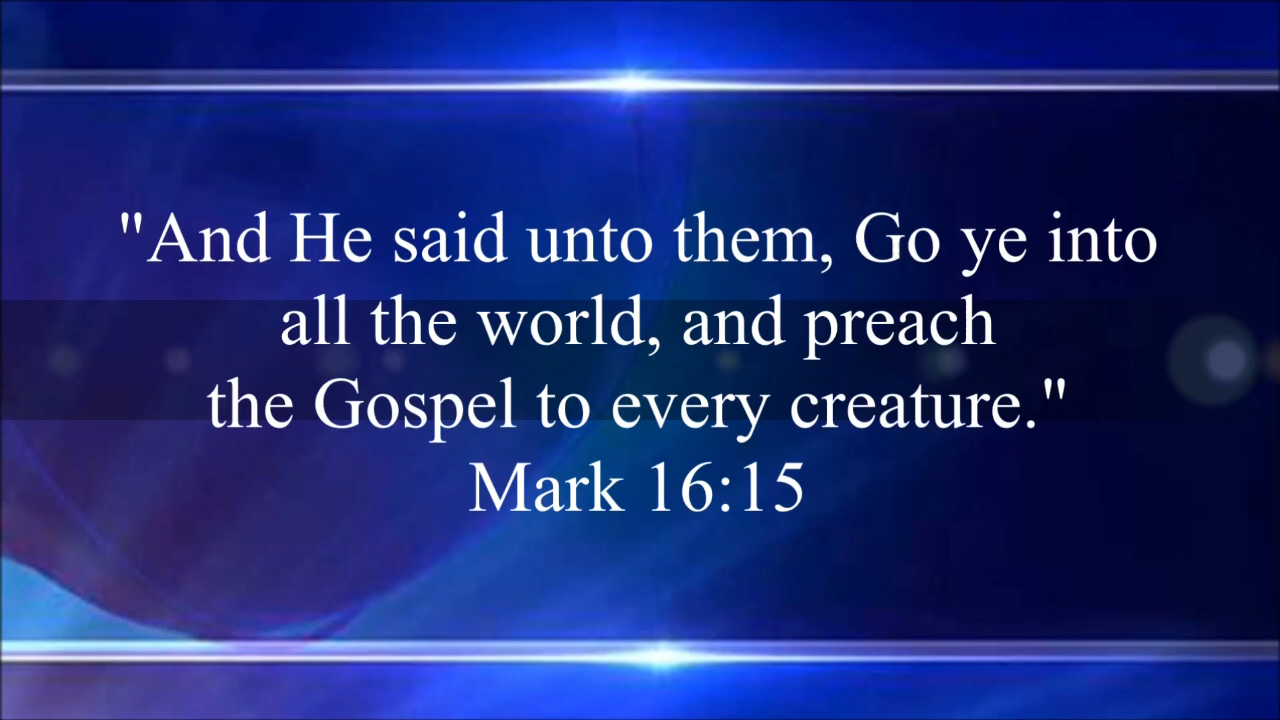 "And He said unto them, Go ye into
all the world, and preach
the Gospel to every creature."
Mark 16:15